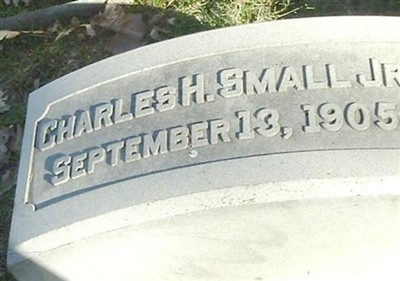 CHARLES H. SMALL JR
SEPTEMBER 13, 1905